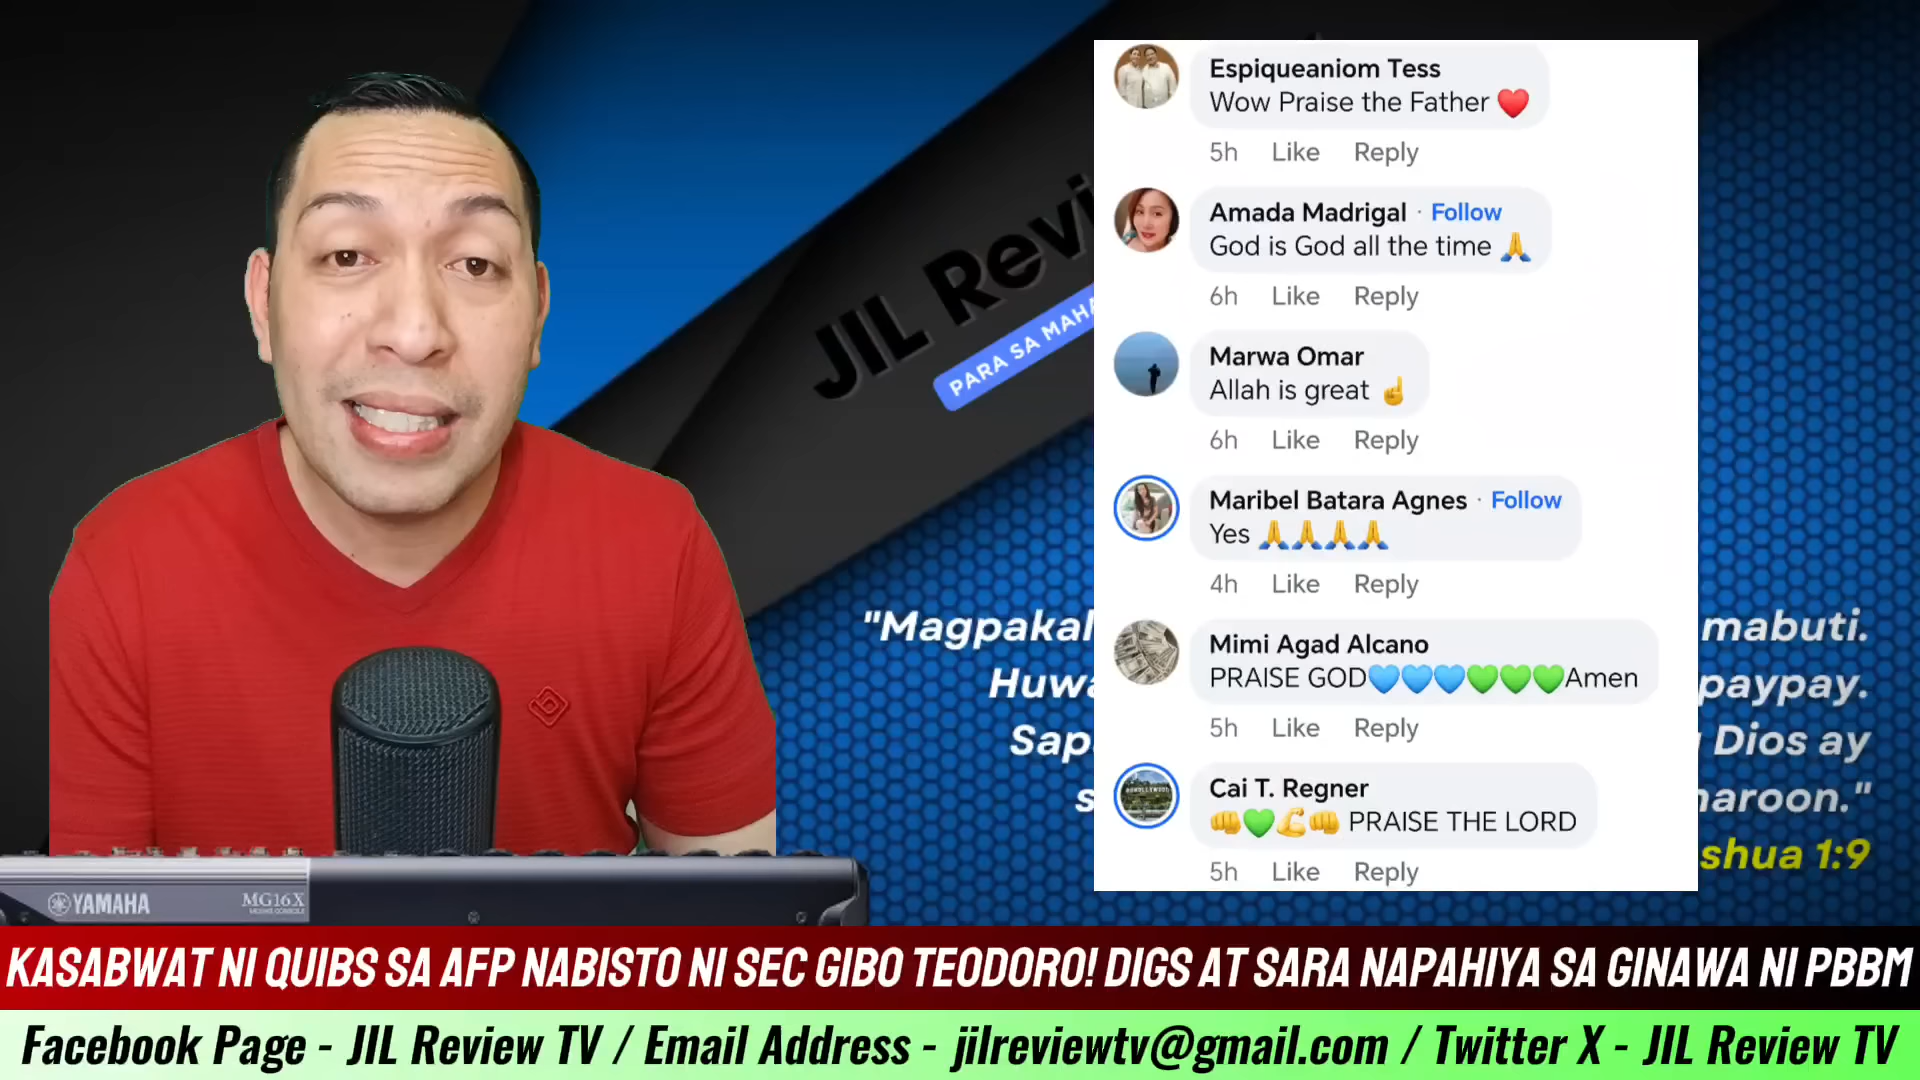 Espiqueaniom Tess
Wow Praise the Father ❤️
5h Like Reply
Amada Madrigal · Follow
God is God all the time 🙏
6h Like Reply
Marwa Omar
Allah is great ☝️
6h Like Reply
Maribel Batara Agnes · Follow
Yes 🙏🙏🙏🙏
4h Like Reply
Mimi Agad Alcano
PRAISE GOD💙💙💙💚💚💚Amen
5h Like Reply
Cai T. Regner
👊💚💪👊 PRAISE THE LORD
5h Like Reply
JIL Revi
PARA SA MAHA
"Magpakal mabuti.
Huwa paypay.
Sap Dios ay
s naroon."
shua 1:9
YAMAHA
MG16X
KASABWAT NI QUIBS SA AFP NABISTO NI SEC GIBO TEODORO! DIGS AT SARA NAPAHIYA SA GINAWA NI PBBM
Facebook Page - JIL Review TV / Email Address - jilreviewtv@gmail.com / Twitter X - JIL Review TV